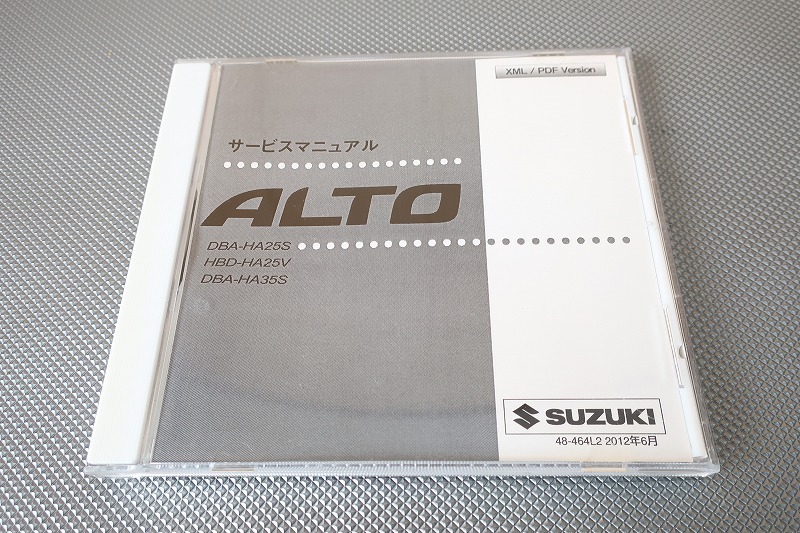 XML / PDF Version
サービスマニュアル
ALTO
DBA-HA25S
HBD-HA25V
DBA-HA35S
SUZUKI
48-464L2 2012年6月